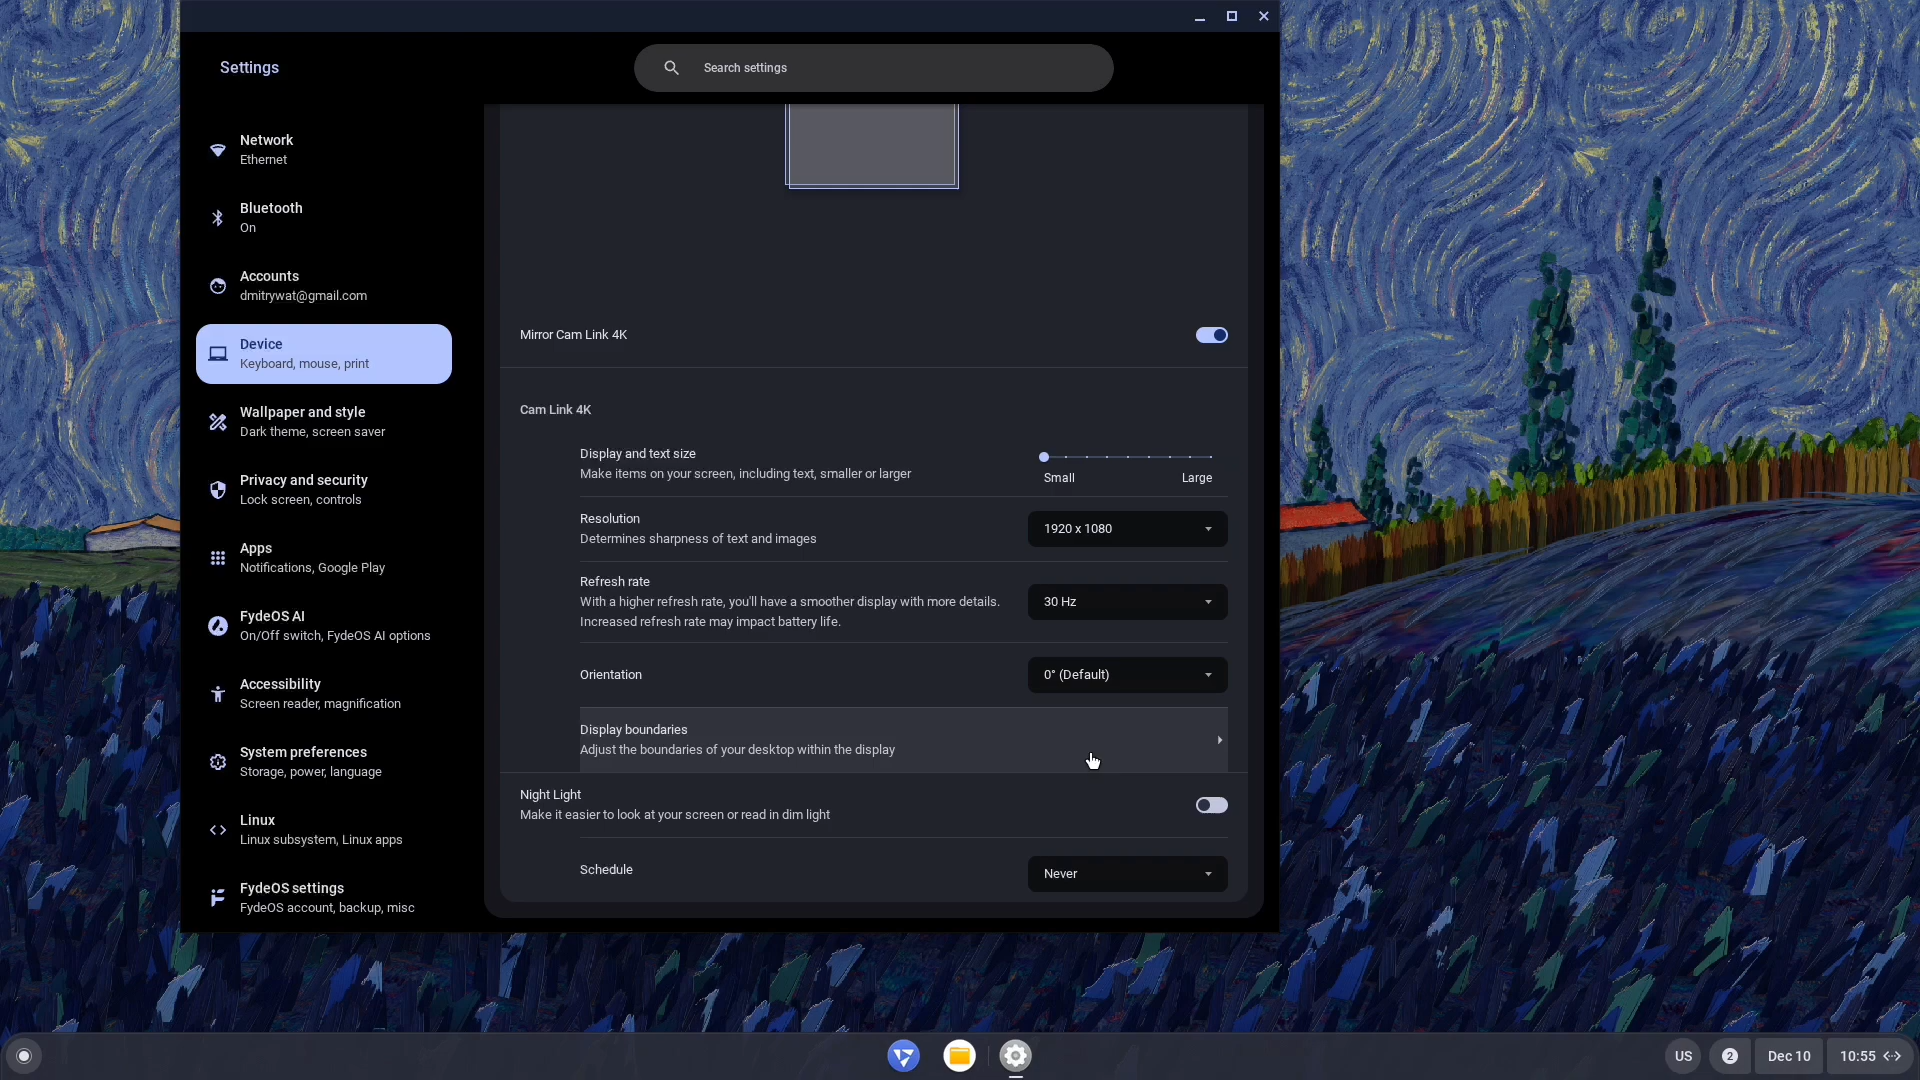 Settings
Search settings
Network
Ethernet
Bluetooth
On
Accounts
dmitrywat@gmail.com
Device
Keyboard, mouse, print
Wallpaper and style
Dark theme, screen saver
Privacy and security
Lock screen, controls
Apps
Notifications, Google Play
FydeOS AI
On/Off switch, FydeOS AI options
Accessibility
Screen reader, magnification
System preferences
Storage, power, language
Linux
Linux subsystem, Linux apps
FydeOS settings
FydeOS account, backup, misc
Mirror Cam Link 4K
Cam Link 4K
Display and text size
Make items on your screen, including text, smaller or larger
Small Large
Resolution
Determines sharpness of text and images
1920 x 1080
Refresh rate
With a higher refresh rate, you'll have a smoother display with more details.
Increased refresh rate may impact battery life.
30 Hz
Orientation
0° (Default)
Display boundaries
Adjust the boundaries of your desktop within the display
Night Light
Make it easier to look at your screen or read in dim light
Schedule
Never
US 2 Dec 10 10:55